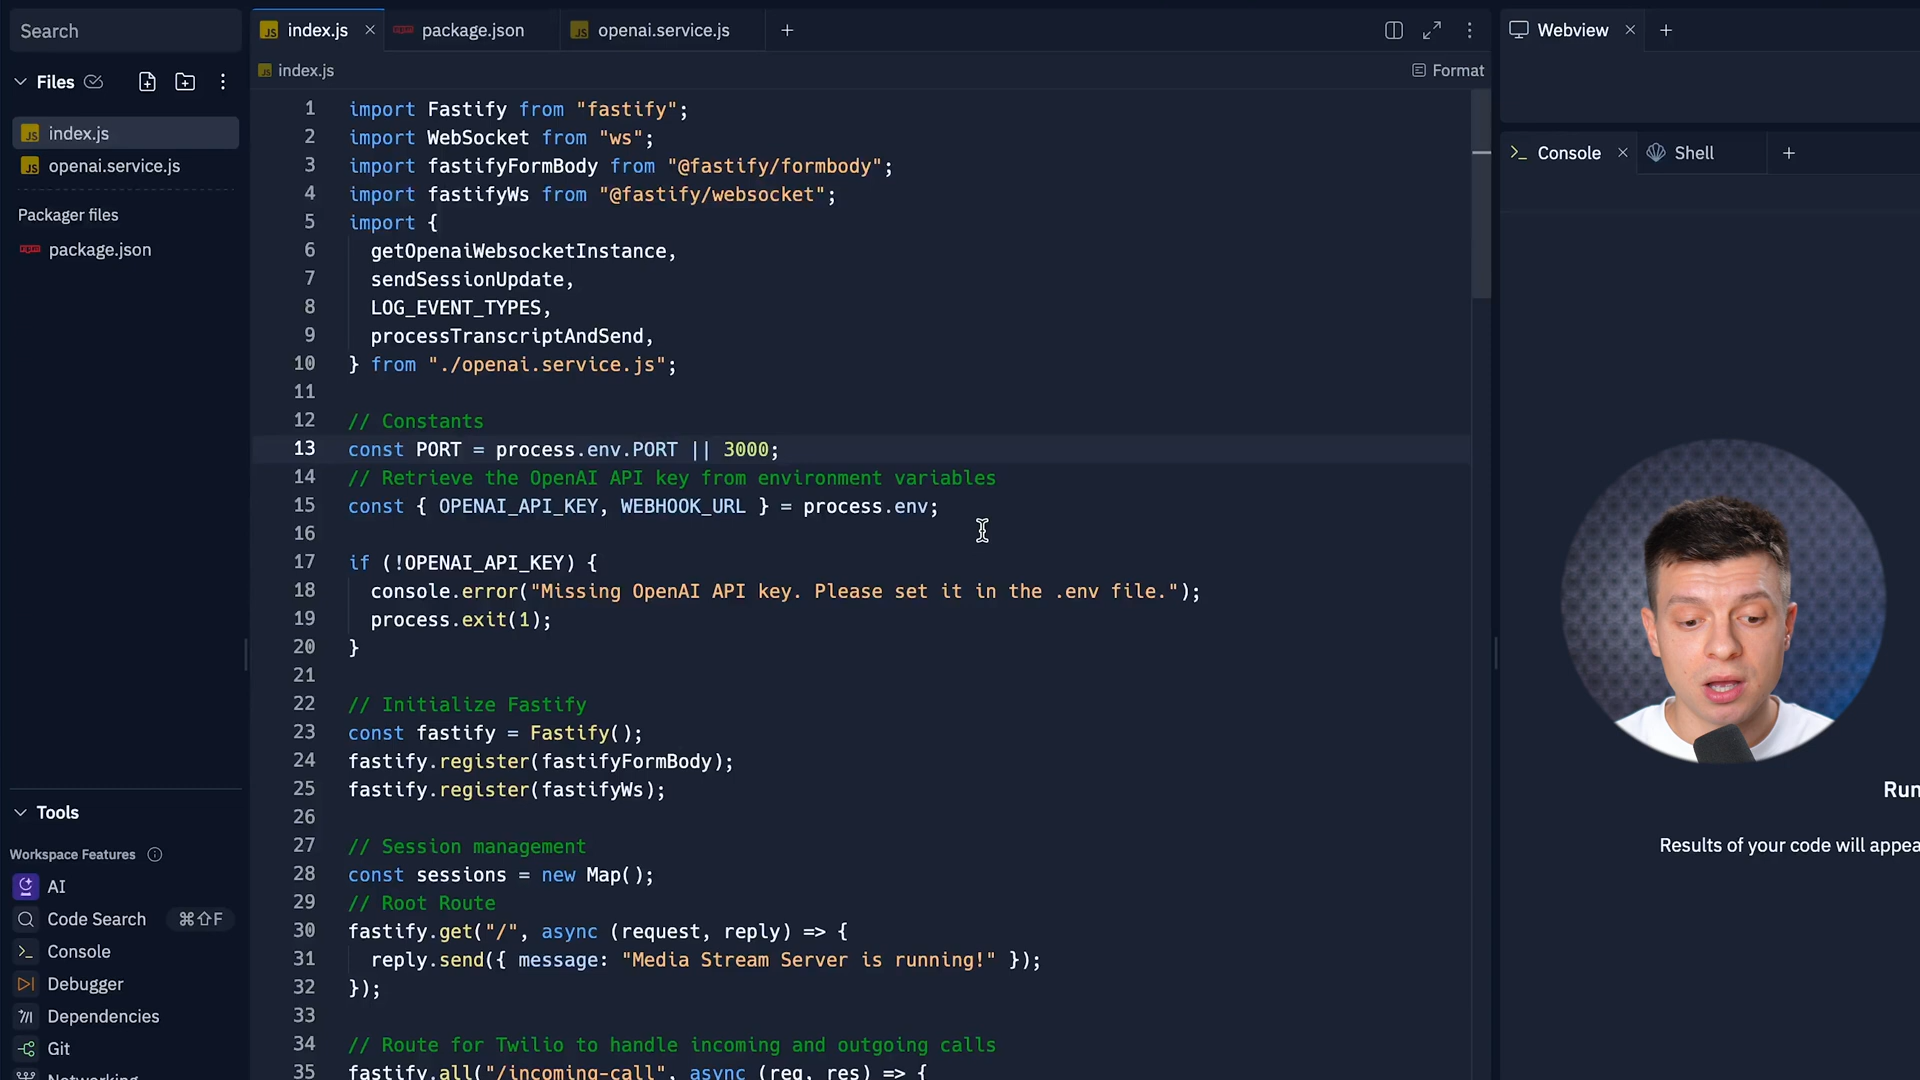 Search
Files
index.js
openai.service.js
Packager files
package.json
Tools
Workspace Features
AI
Code Search ⌘⇧F
Console
Debugger
Dependencies
Git
Networking
index.js
package.json
openai.service.js
index.js
Format
1 import Fastify from "fastify";
2 import WebSocket from "ws";
3 import fastifyFormBody from "@fastify/formbody";
4 import fastifyWs from "@fastify/websocket";
5 import {
6   getOpenaiWebsocketInstance,
7   sendSessionUpdate,
8   LOG_EVENT_TYPES,
9   processTranscriptAndSend,
10 } from "./openai.service.js";
11
12 // Constants
13 const PORT = process.env.PORT || 3000;
14 // Retrieve the OpenAI API key from environment variables
15 const { OPENAI_API_KEY, WEBHOOK_URL } = process.env;
16
17 if (!OPENAI_API_KEY) {
18   console.error("Missing OpenAI API key. Please set it in the .env file.");
19   process.exit(1);
20 }
21
22 // Initialize Fastify
23 const fastify = Fastify();
24 fastify.register(fastifyFormBody);
25 fastify.register(fastifyWs);
26
27 // Session management
28 const sessions = new Map();
29 // Root Route
30 fastify.get("/", async (request, reply) => {
31   reply.send({ message: "Media Stream Server is running!" });
32 });
33
34 // Route for Twilio to handle incoming and outgoing calls
35 fastify.all("/incoming-call", async (req, res) => {
Webview
Console
Shell
Run
Results of your code will appea